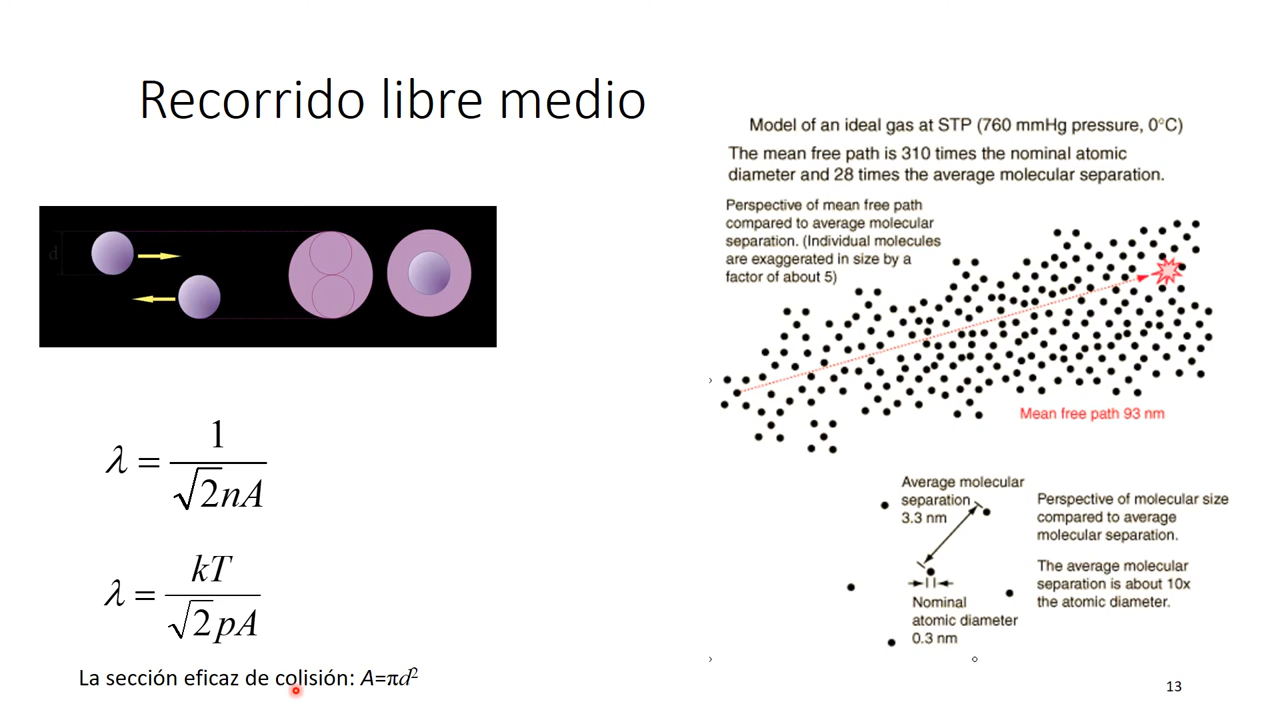 Recorrido libre medio
d
λ = 1 / √2nA
λ = kT / √2pA
La sección eficaz de colisión: A=πd²
Model of an ideal gas at STP (760 mmHg pressure, 0°C)
The mean free path is 310 times the nominal atomic
diameter and 28 times the average molecular separation.
Perspective of mean free path
compared to average molecular
separation. (Individual molecules
are exaggerated in size by a
factor of about 5)
Mean free path 93 nm
Average molecular
separation
3.3 nm
Perspective of molecular size
compared to average
molecular separation.
The average molecular
separation is about 10x
the atomic diameter.
Nominal
atomic diameter
0.3 nm
13